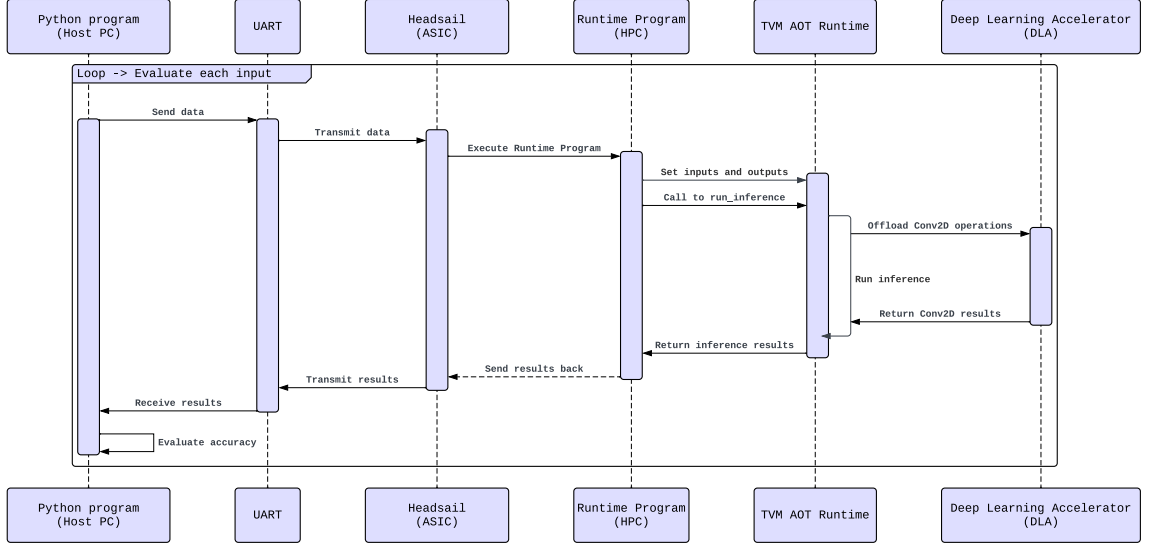 Python program
(Host PC)
UART
Headsail
(ASIC)
Runtime Program
(HPC)
TVM AOT Runtime
Deep Learning Accelerator
(DLA)
Loop -> Evaluate each input
Send data
Transmit data
Execute Runtime Program
Set inputs and outputs
Call to run_inference
Offload Conv2D operations
Run inference
Return Conv2D results
Return inference results
Send results back
Transmit results
Receive results
Evaluate accuracy
Python program
(Host PC)
UART
Headsail
(ASIC)
Runtime Program
(HPC)
TVM AOT Runtime
Deep Learning Accelerator
(DLA)